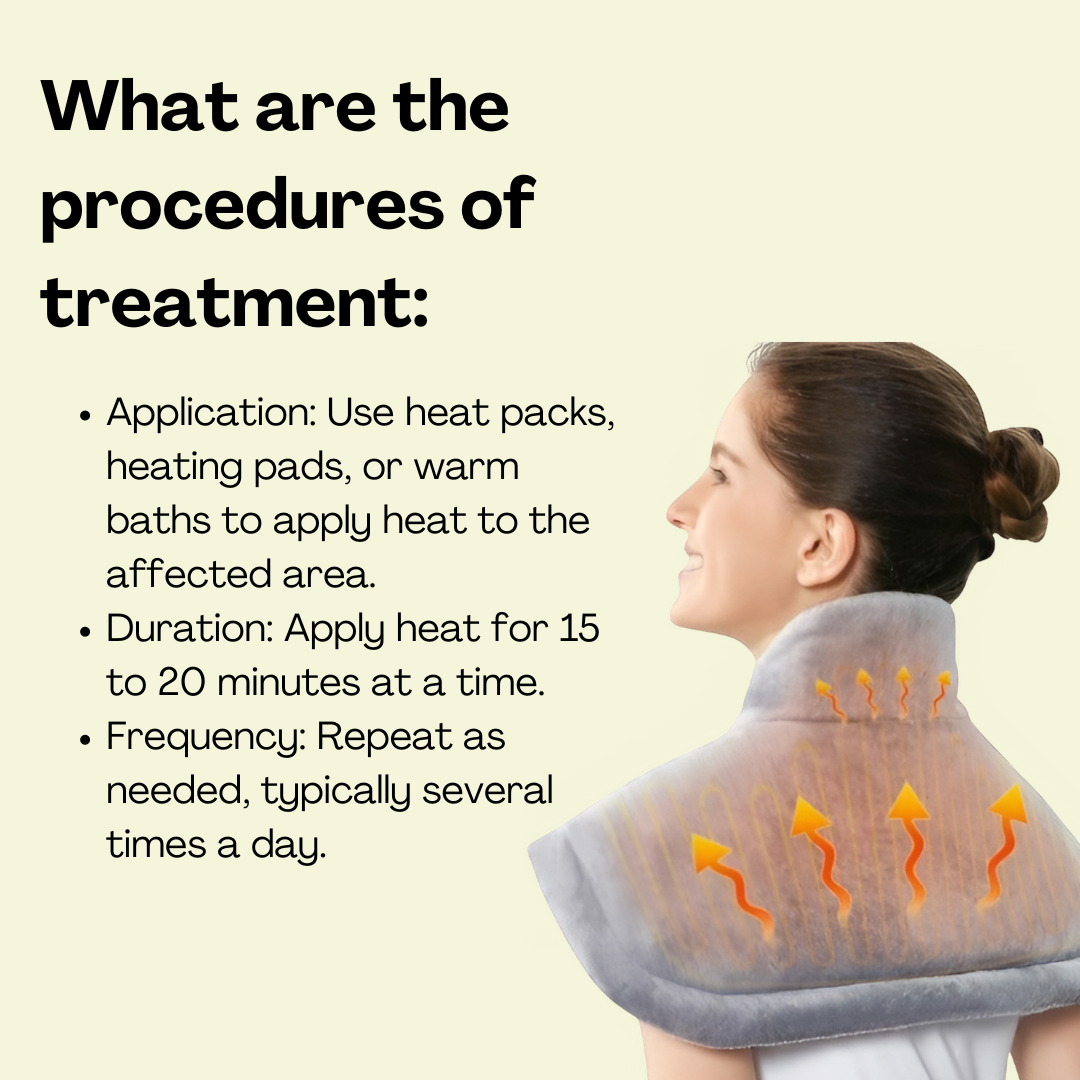 What are the
procedures of
treatment:
• Application: Use heat packs,
heating pads, or warm
baths to apply heat to the
affected area.
• Duration: Apply heat for 15
to 20 minutes at a time.
• Frequency: Repeat as
needed, typically several
times a day.